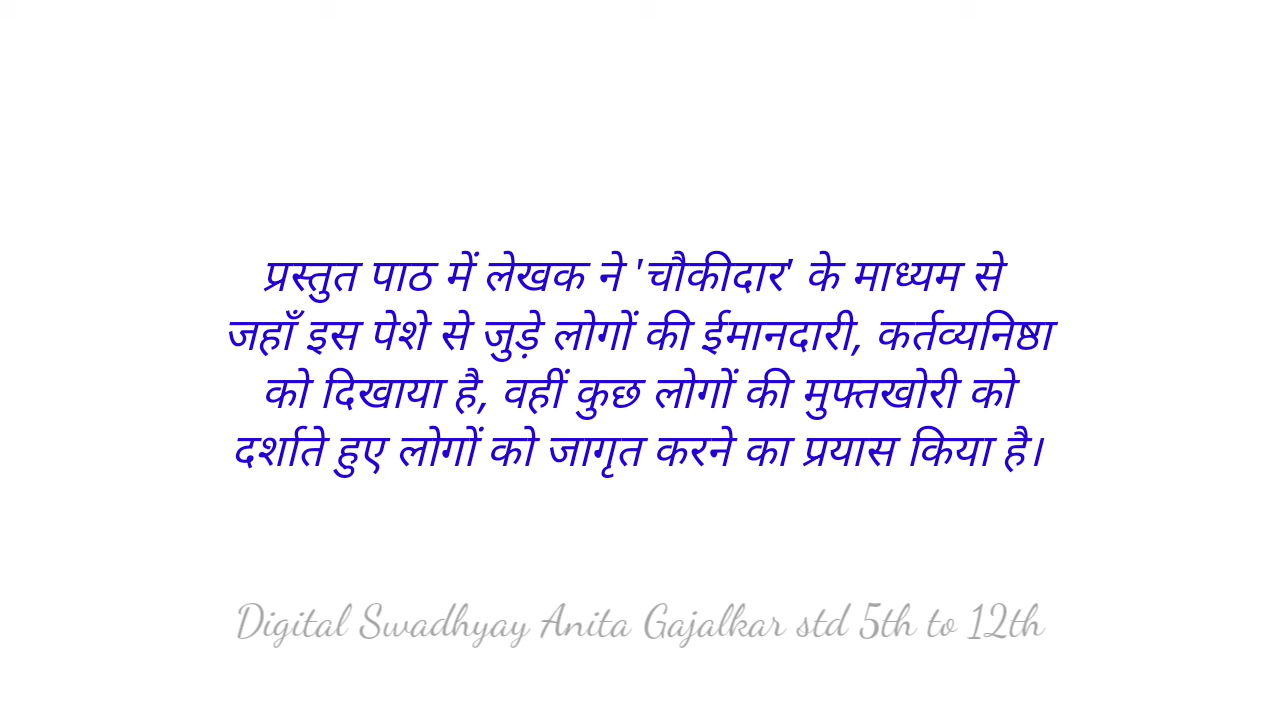 प्रस्तुत पाठ में लेखक ने 'चौकीदार' के माध्यम से
जहाँ इस पेशे से जुड़े लोगों की ईमानदारी, कर्तव्यनिष्ठा
को दिखाया है, वहीं कुछ लोगों की मुफ्तखोरी को
दर्शाते हुए लोगों को जागृत करने का प्रयास किया है।
Digital Swadhyay Anita Gajalkar std 5th to 12th